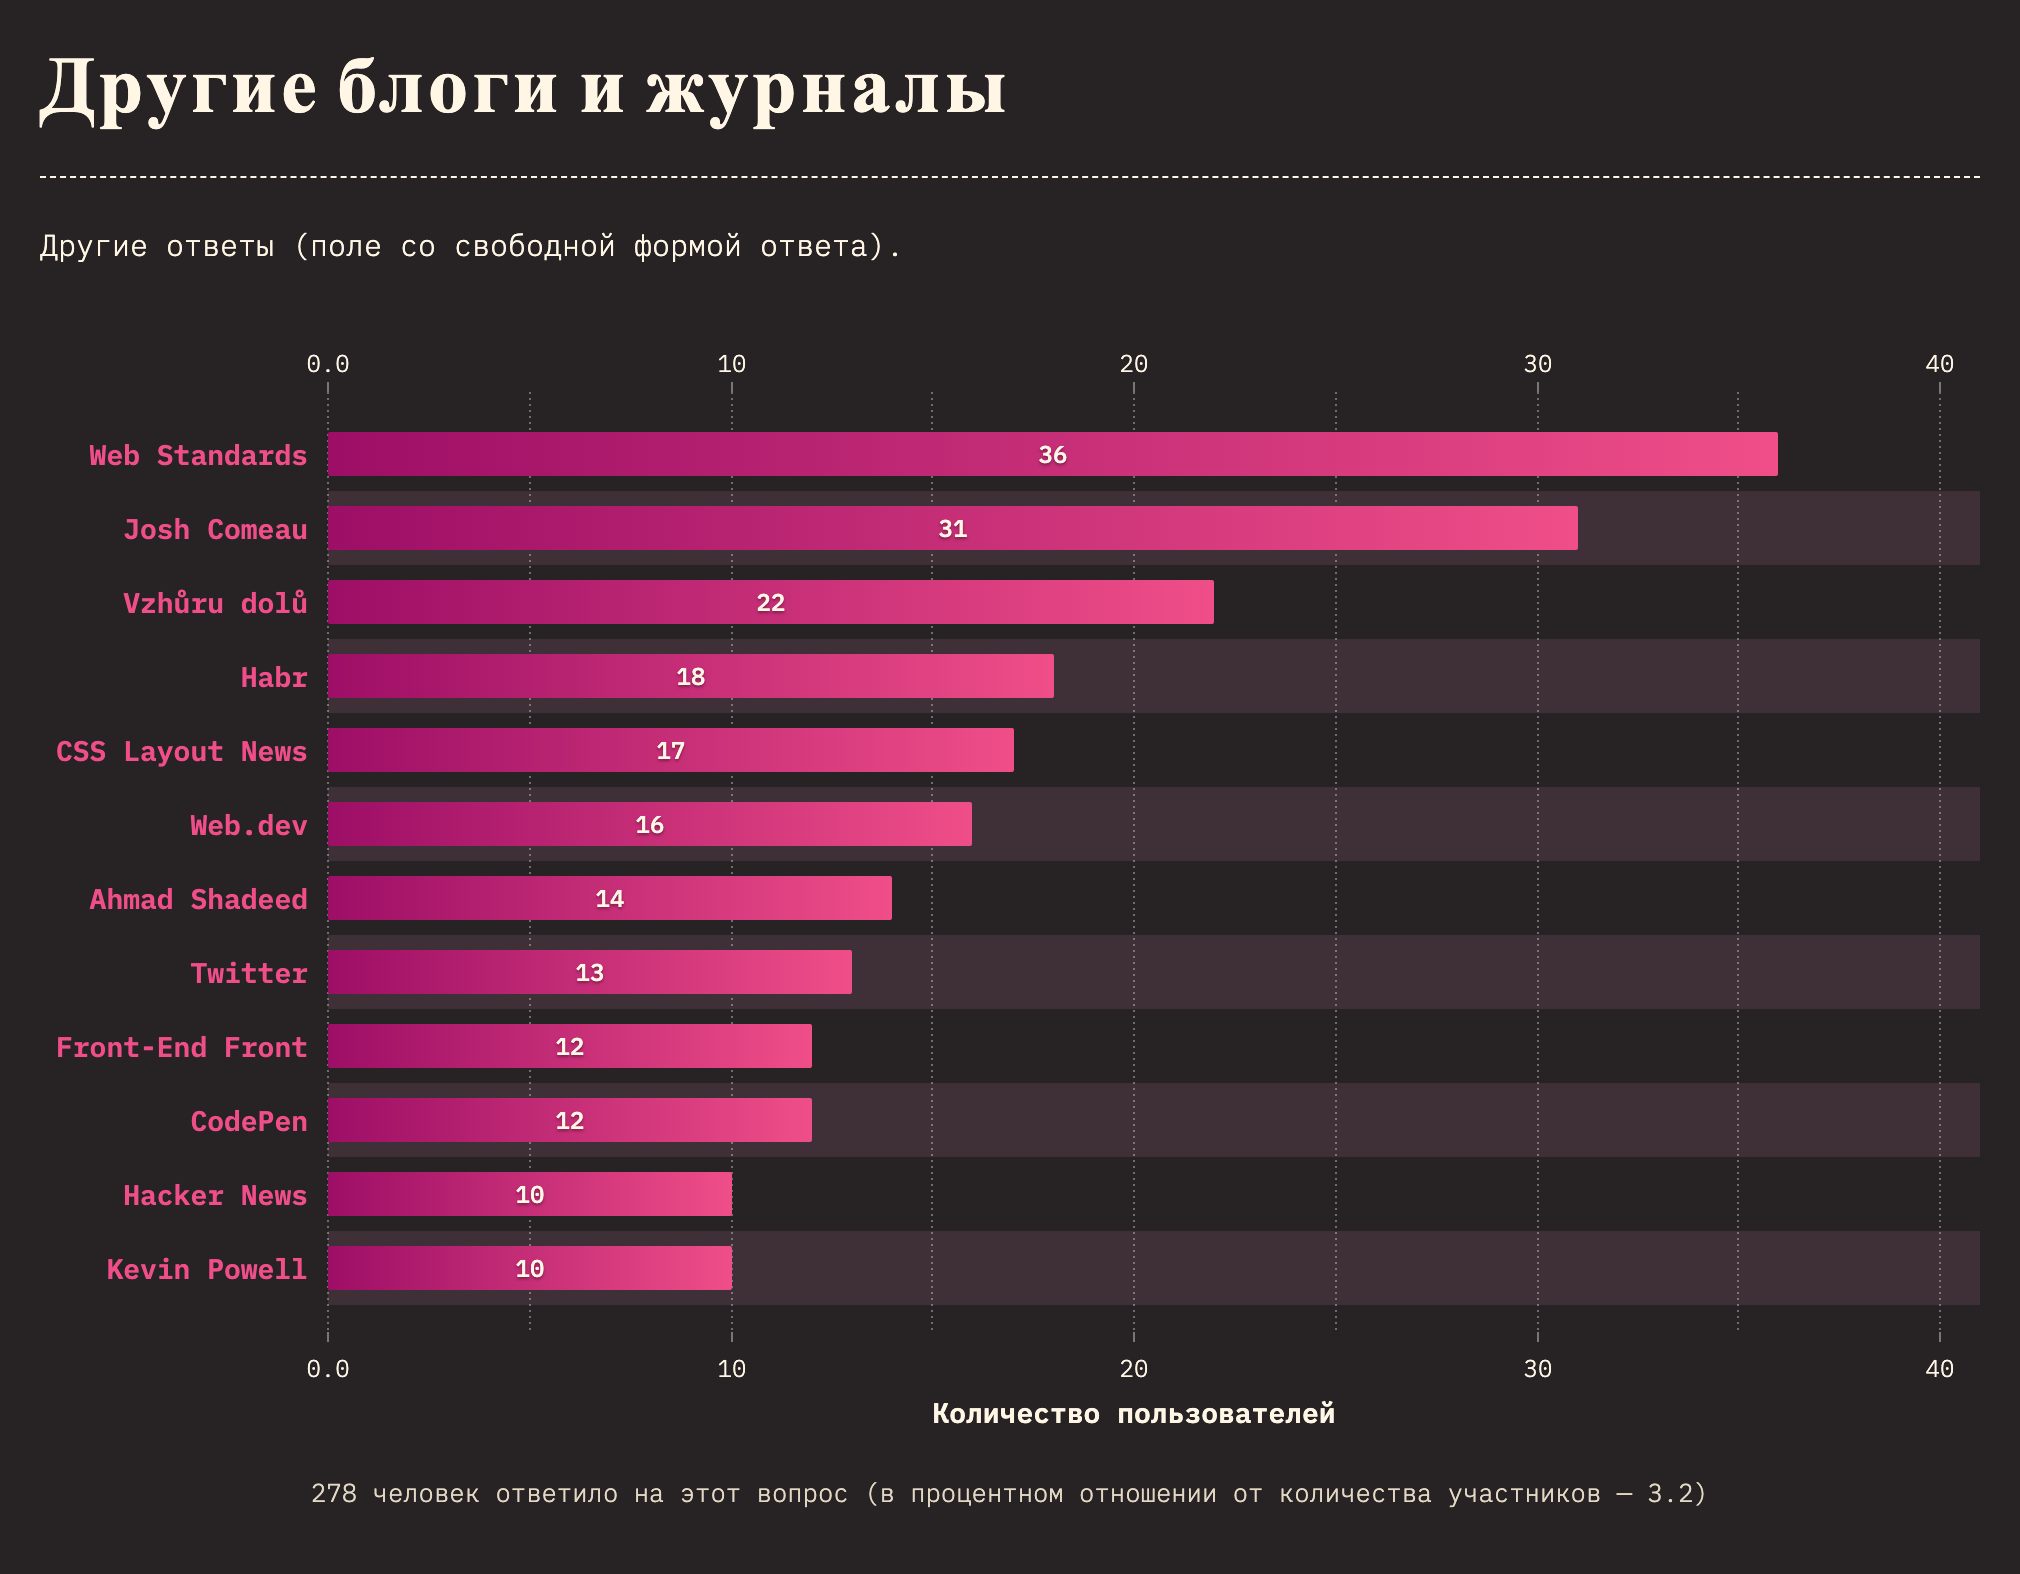 Другие блоги и журналы
Другие ответы (поле со свободной формой ответа).
0.0 10 20 30 40
Web Standards 36
Josh Comeau 31
Vzhůru dolů 22
Habr 18
CSS Layout News 17
Web.dev 16
Ahmad Shadeed 14
Twitter 13
Front-End Front 12
CodePen 12
Hacker News 10
Kevin Powell 10
0.0 10 20 30 40
Количество пользователей
278 человек ответило на этот вопрос (в процентном отношении от количества участников — 3.2)